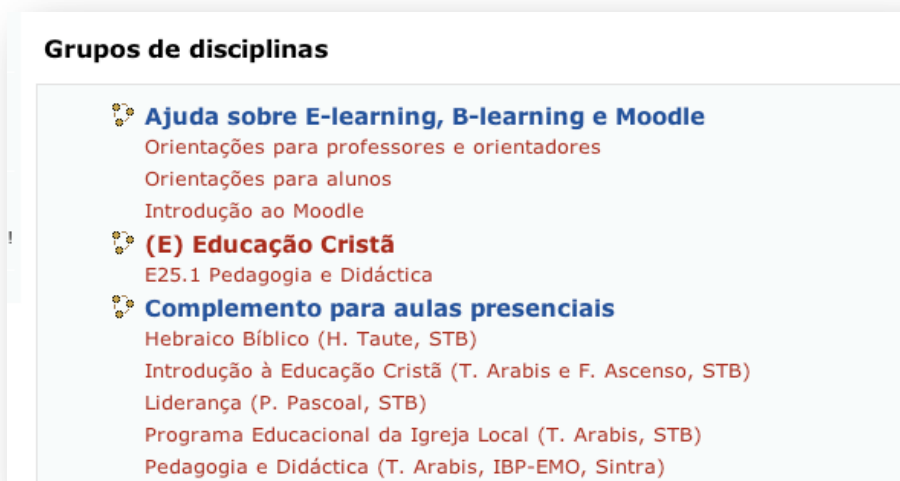 Grupos de disciplinas
Ajuda sobre E-learning, B-learning e Moodle
Orientações para professores e orientadores
Orientações para alunos
Introdução ao Moodle
!
(E) Educação Cristã
E25.1 Pedagogia e Didáctica
Complemento para aulas presenciais
Hebraico Bíblico (H. Taute, STB)
Introdução à Educação Cristã (T. Arabis e F. Ascenso, STB)
Liderança (P. Pascoal, STB)
Programa Educacional da Igreja Local (T. Arabis, STB)
Pedagogia e Didáctica (T. Arabis, IBP-EMO, Sintra)